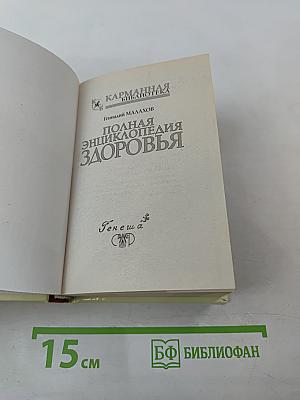 КАРМАННАЯ
БИБЛИОТЕКА
Геннадий МАЛАХОВ
ПОЛНАЯ
ЭНЦИКЛОПЕДИЯ
ЗДОРОВЬЯ
Генеша
15 см
БФ БИБЛИОФАН